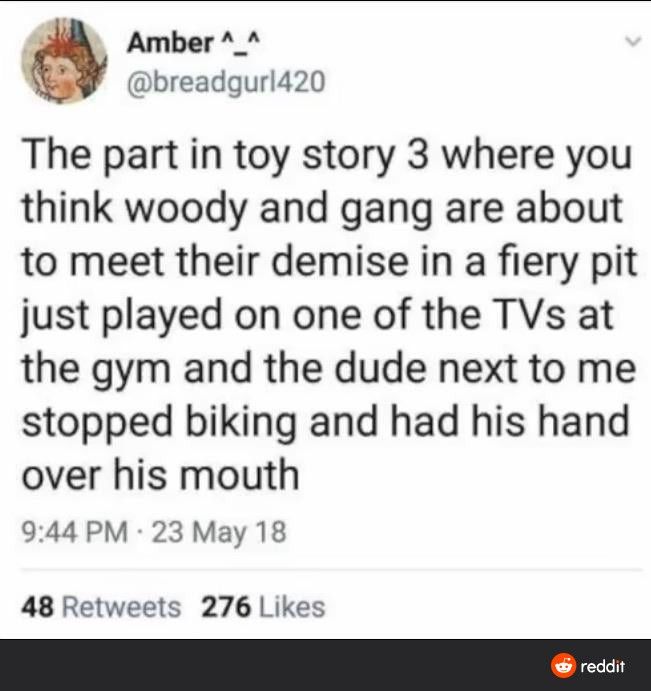 Amber ^_^
@breadgurl420
The part in toy story 3 where you
think woody and gang are about
to meet their demise in a fiery pit
just played on one of the TVs at
the gym and the dude next to me
stopped biking and had his hand
over his mouth
9:44 PM · 23 May 18
48 Retweets 276 Likes
reddit